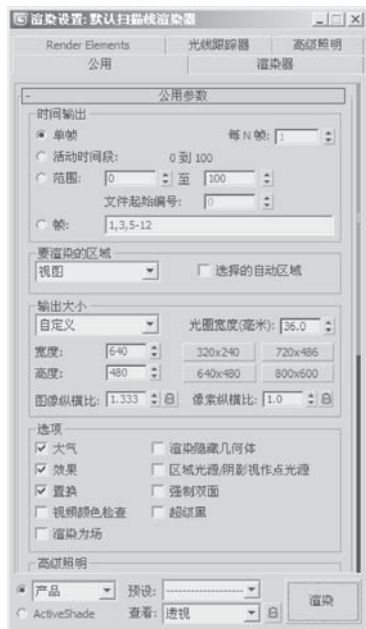 渲染设置: 默认扫描线渲染器
Render Elements 光线跟踪器 高级照明
公用 渲染器
- 公用参数
时间输出
单帧 每 N 帧: 1
活动时间段: 0 到 100
范围: 0 至 100
文件起始编号: 0
帧: 1,3,5-12
要渲染的区域
视图 选择的自动区域
输出大小
自定义 光圈宽度(毫米): 36.0
宽度: 640 320x240 720x486
高度: 480 640x480 800x600
图像纵横比: 1.333 像素纵横比: 1.0
选项
大气 渲染隐藏几何体
效果 区域光源/阴影视作点光源
置换 强制双面
视频颜色检查 超级黑
渲染为场
高级照明
产品 预设: --------------------
ActiveShade 查看: 透视 渲染